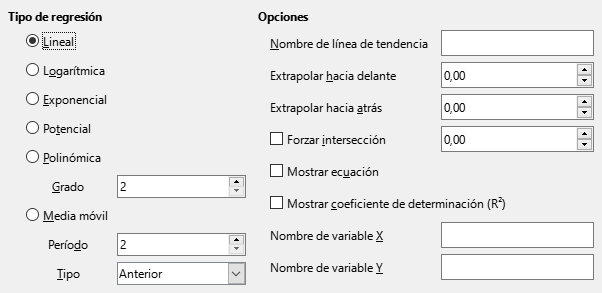 Tipo de regresión
Lineal
Logarítmica
Exponencial
Potencial
Polinómica
Grado 2
Media móvil
Período 2
Tipo Anterior
Opciones
Nombre de línea de tendencia
Extrapolar hacia delante 0,00
Extrapolar hacia atrás 0,00
Forzar intersección 0,00
Mostrar ecuación
Mostrar coeficiente de determinación (R²)
Nombre de variable X
Nombre de variable Y